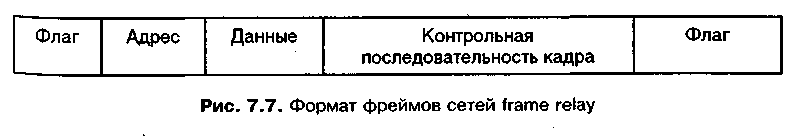 Флаг Адрес Данные Контрольная последовательность кадра Флаг
Рис. 7.7. Формат фреймов сетей frame relay